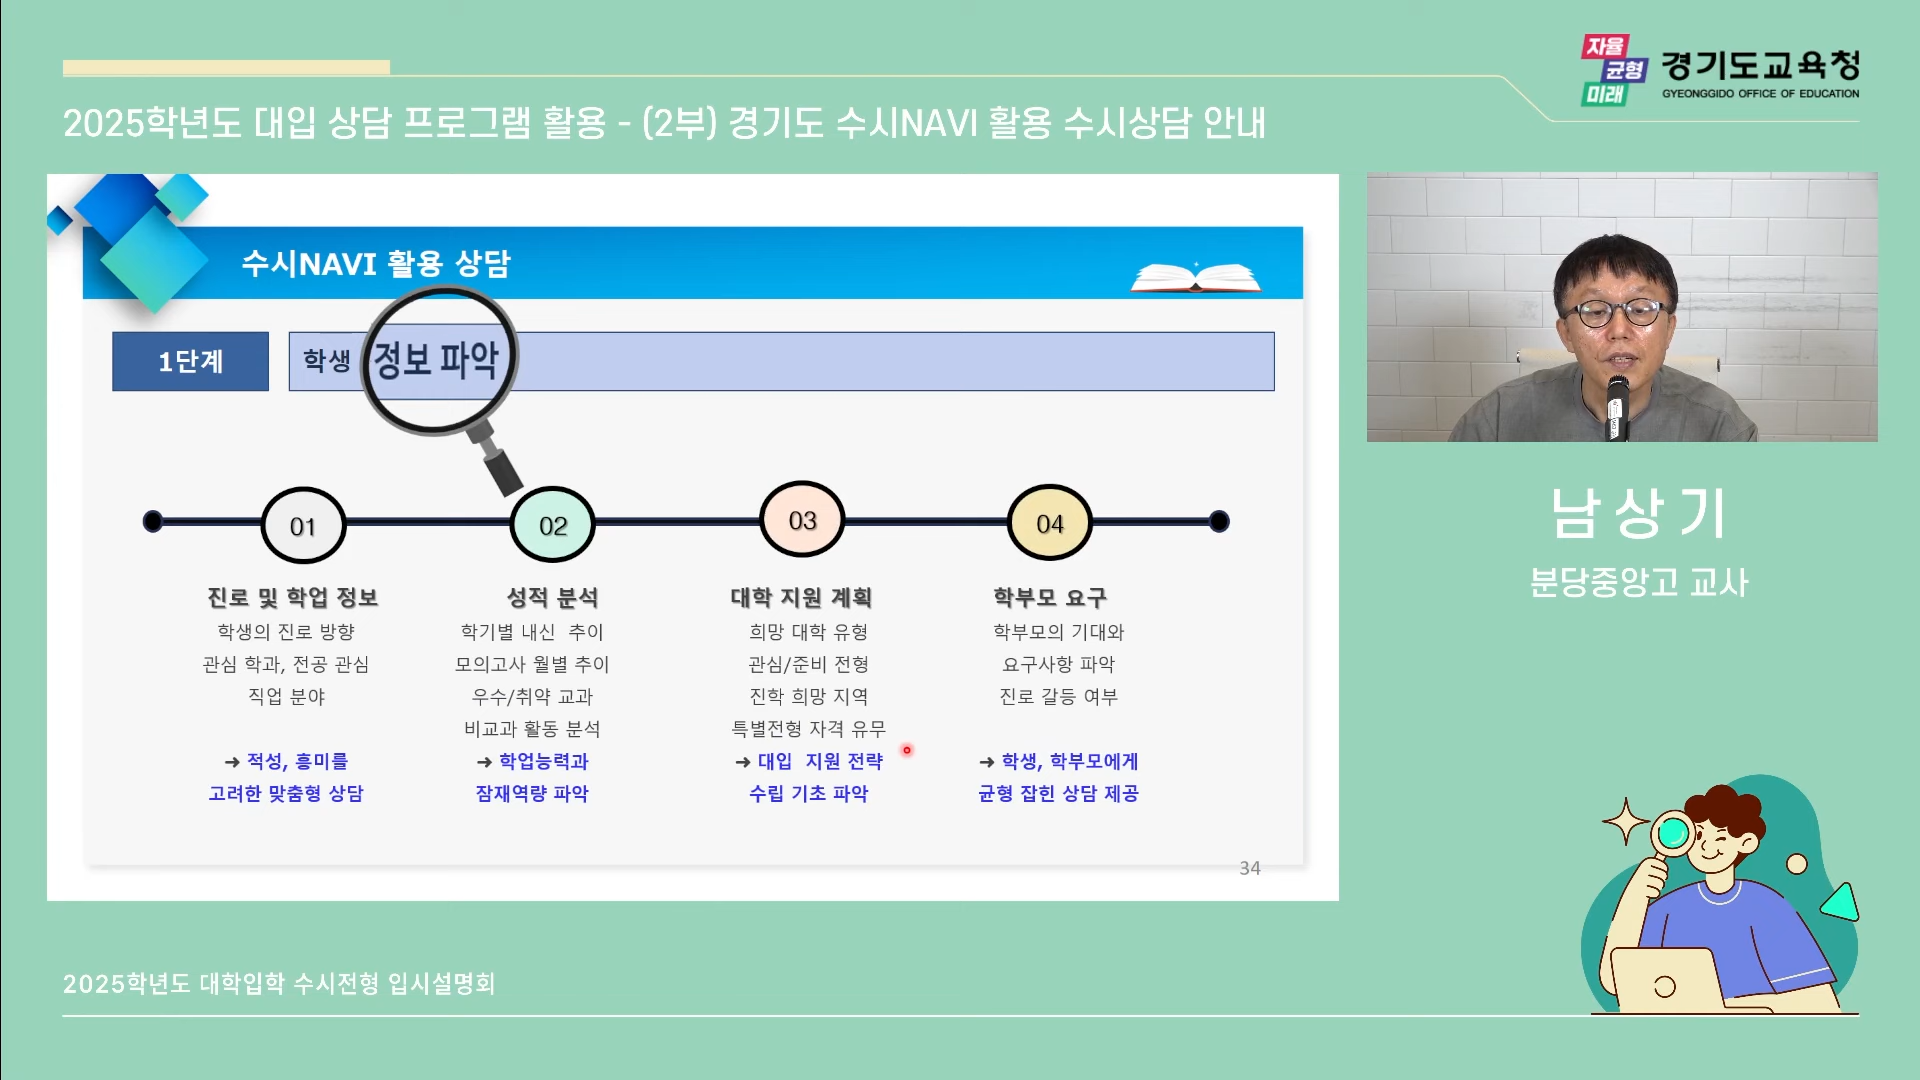 자율
균형
미래
경기도교육청
GYEONGGIDO OFFICE OF EDUCATION
2025학년도 대입 상담 프로그램 활용 - (2부) 경기도 수시NAVI 활용 수시상담 안내
수시NAVI 활용 상담
1단계
학생 정보 파악
01
02
03
04
진로 및 학업 정보
학생의 진로 방향
관심 학과, 전공 관심
직업 분야
➜ 적성, 흥미를
고려한 맞춤형 상담
성적 분석
학기별 내신 추이
모의고사 월별 추이
우수/취약 교과
비교과 활동 분석
➜ 학업능력과
잠재역량 파악
대학 지원 계획
희망 대학 유형
관심/준비 전형
진학 희망 지역
특별전형 자격 유무
➜ 대입 지원 전략
수립 기초 파악
학부모 요구
학부모의 기대와
요구사항 파악
진로 갈등 여부
➜ 학생, 학부모에게
균형 잡힌 상담 제공
34
남상기
분당중앙고 교사
2025학년도 대학입학 수시전형 입시설명회